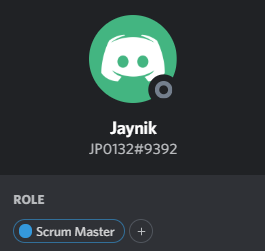 Jaynik
JP0132#9392
ROLE
Scrum Master +